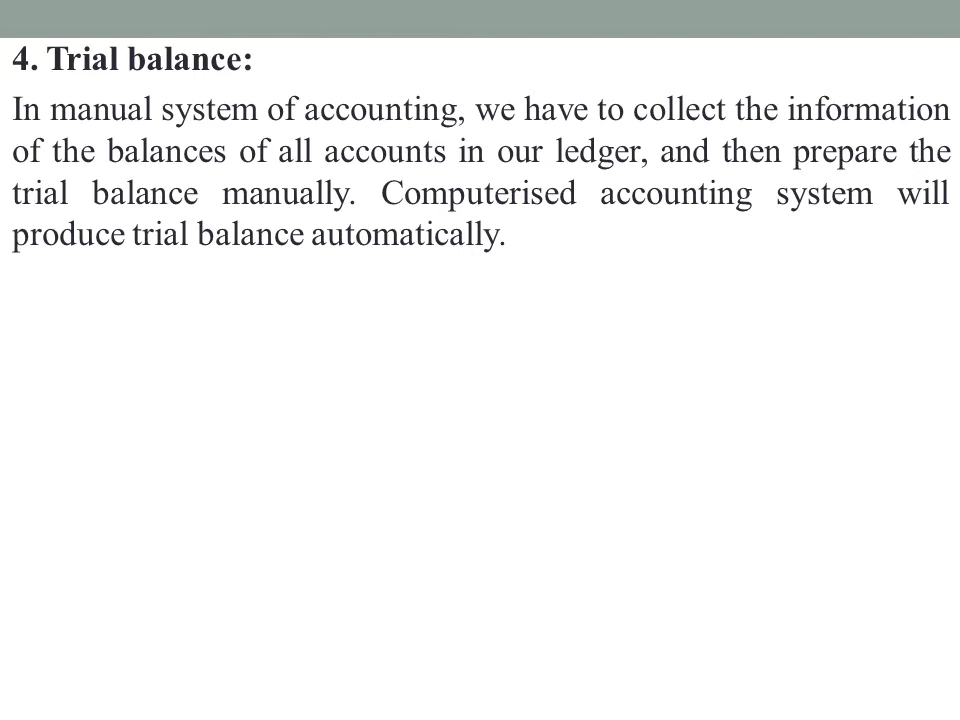 4. Trial balance:
In manual system of accounting, we have to collect the information
of the balances of all accounts in our ledger, and then prepare the
trial balance manually. Computerised accounting system will
produce trial balance automatically.